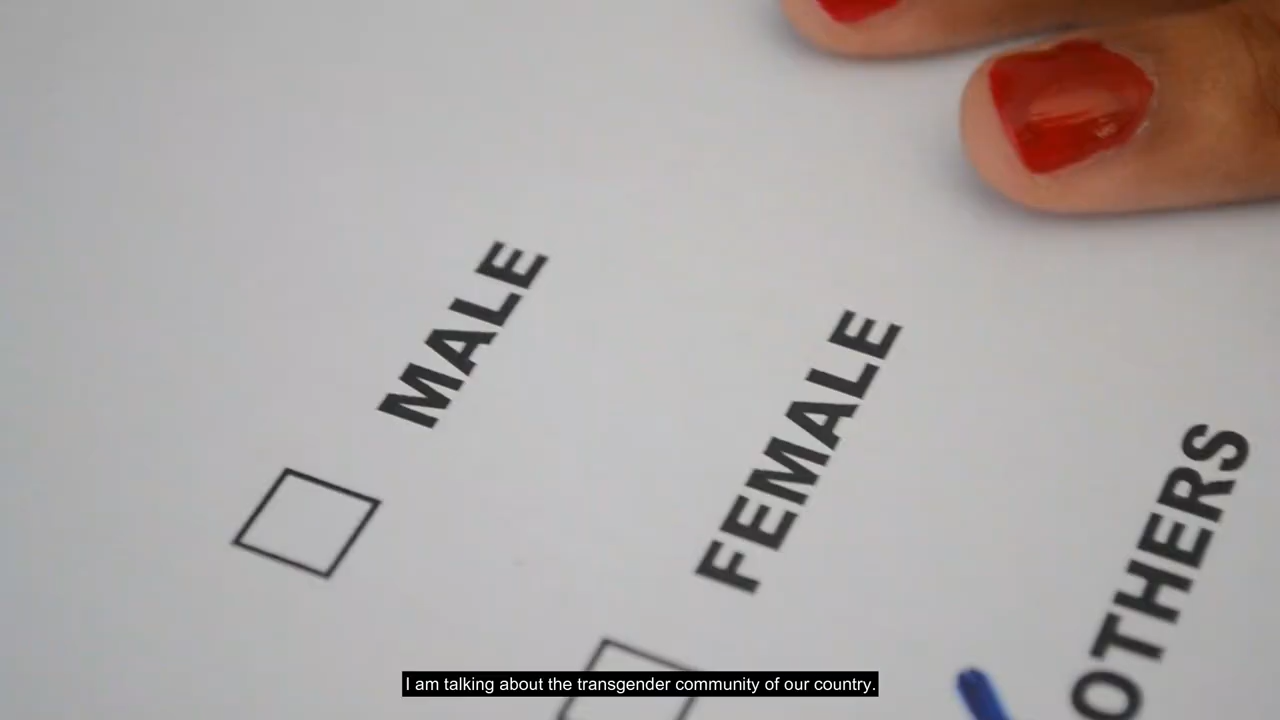 MALE
FEMALE
OTHERS
I am talking about the transgender community of our country.